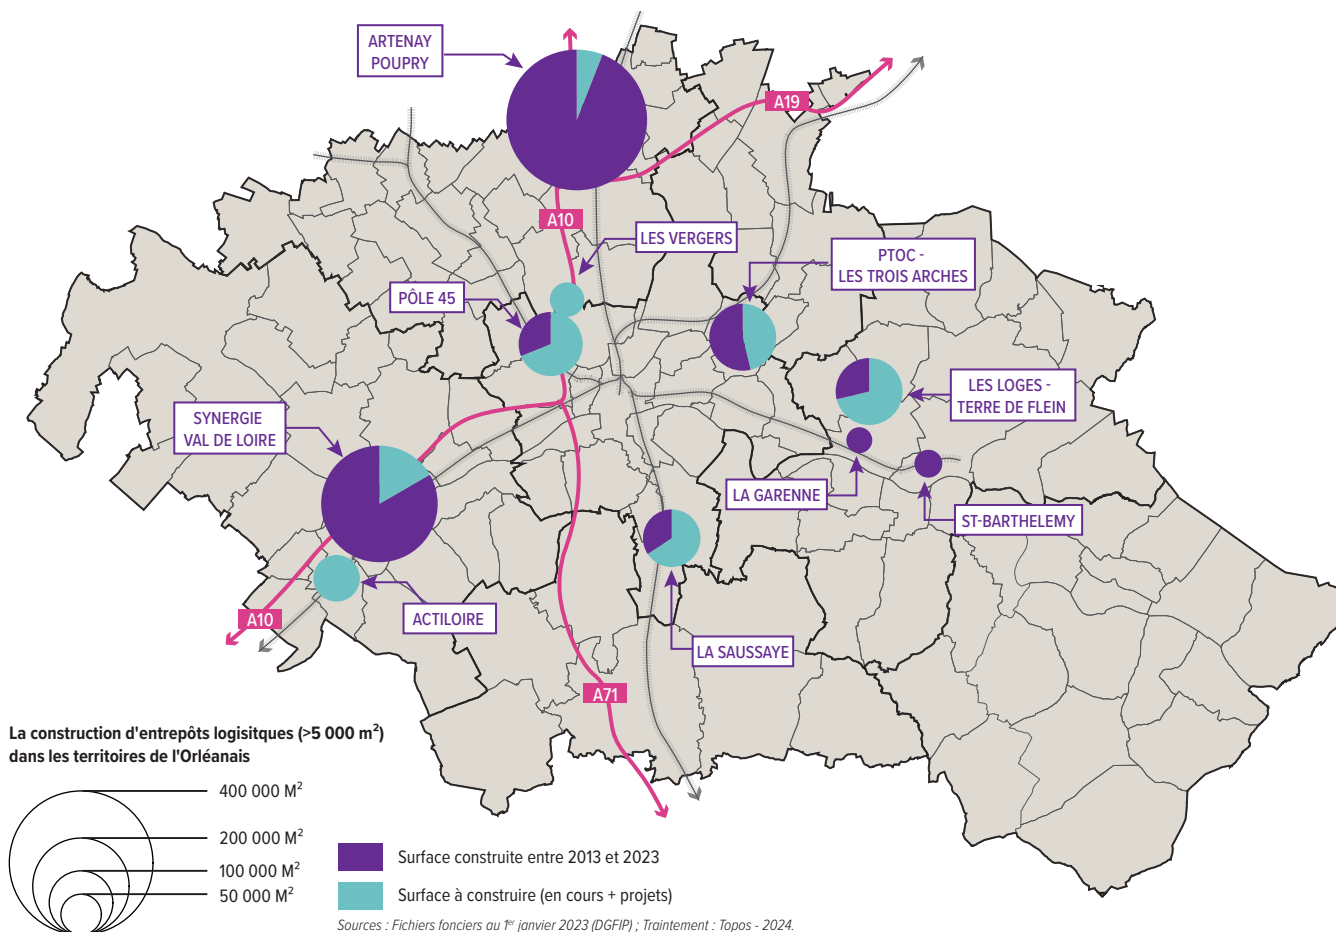 ARTENAY
POUPRY
A19
A10
LES VERGERS
PTOC -
LES TROIS ARCHES
PÔLE 45
LES LOGES -
TERRE DE FLEIN
SYNERGIE
VAL DE LOIRE
LA GARENNE
ST-BARTHELEMY
ACTILOIRE
A10
LA SAUSSAYE
A71
La construction d'entrepôts logisitques (>5 000 m²)
dans les territoires de l'Orléanais
400 000 M²
200 000 M²
100 000 M²
50 000 M²
Surface construite entre 2013 et 2023
Surface à construire (en cours + projets)
Sources : Fichiers fonciers au 1er janvier 2023 (DGFIP) ; Traintement : Topos - 2024.